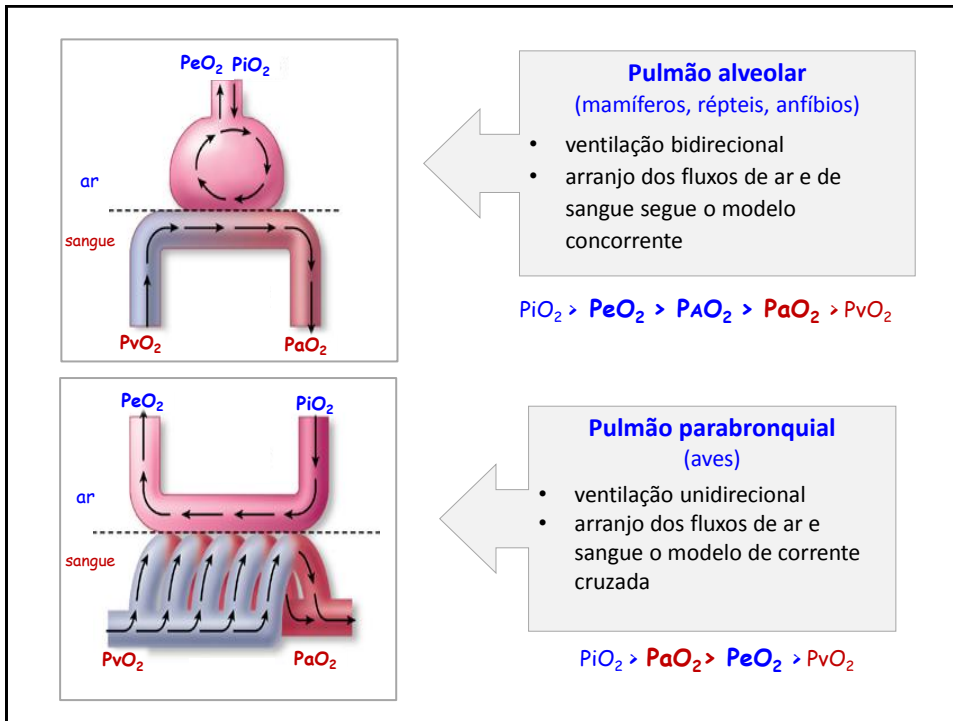 PeO₂ PiO₂
ar
sangue
PvO₂ PaO₂
Pulmão alveolar
(mamíferos, répteis, anfíbios)
• ventilação bidirecional
• arranjo dos fluxos de ar e de
sangue segue o modelo
concorrente
PiO₂ > PeO₂ > PAO₂ > PaO₂ > PvO₂
PeO₂ PiO₂
ar
sangue
PvO₂ PaO₂
Pulmão parabronquial
(aves)
• ventilação unidirecional
• arranjo dos fluxos de ar e
sangue o modelo de corrente
cruzada
PiO₂ > PaO₂> PeO₂ > PvO₂